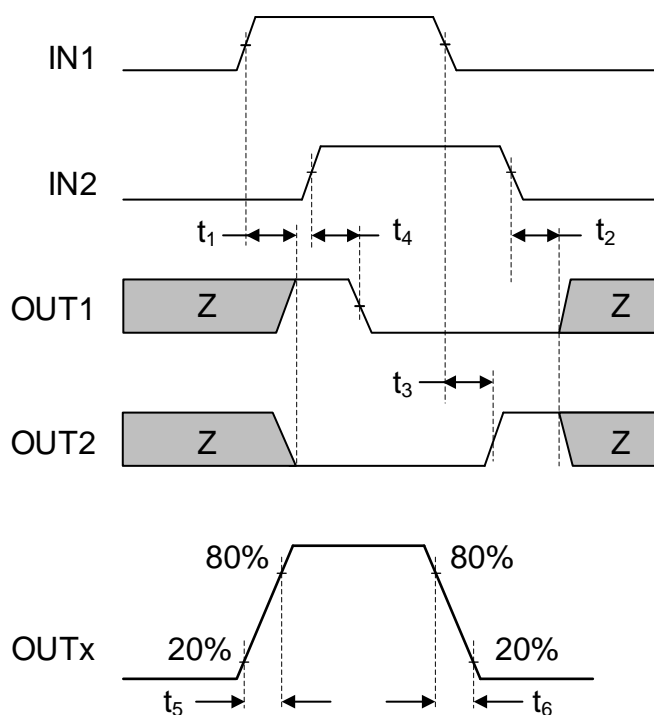 IN1
IN2
t₁ t₄ t₂
OUT1 Z Z
t₃
OUT2 Z Z
80% 80%
OUTx 20% 20%
t₅ t₆